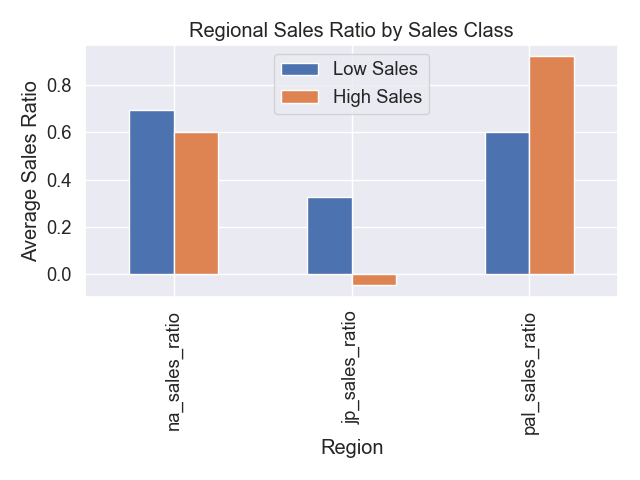 Regional Sales Ratio by Sales Class
Low Sales
High Sales
Average Sales Ratio
0.8
0.6
0.4
0.2
0.0
na_sales_ratio
jp_sales_ratio
pal_sales_ratio
Region